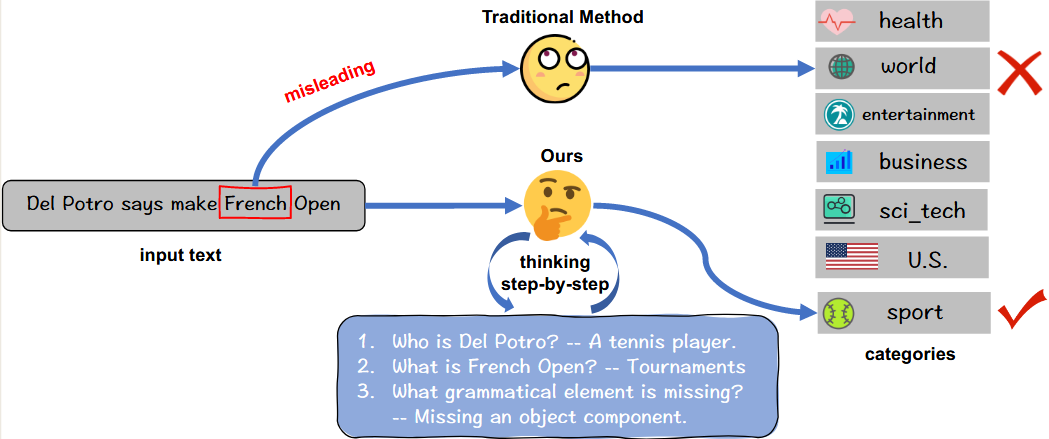 Traditional Method
misleading
Del Potro says make French Open
input text
Ours
thinking
step-by-step
1. Who is Del Potro? -- A tennis player.
2. What is French Open? -- Tournaments
3. What grammatical element is missing?
-- Missing an object component.
health
world
entertainment
business
sci_tech
U.S.
sport
categories